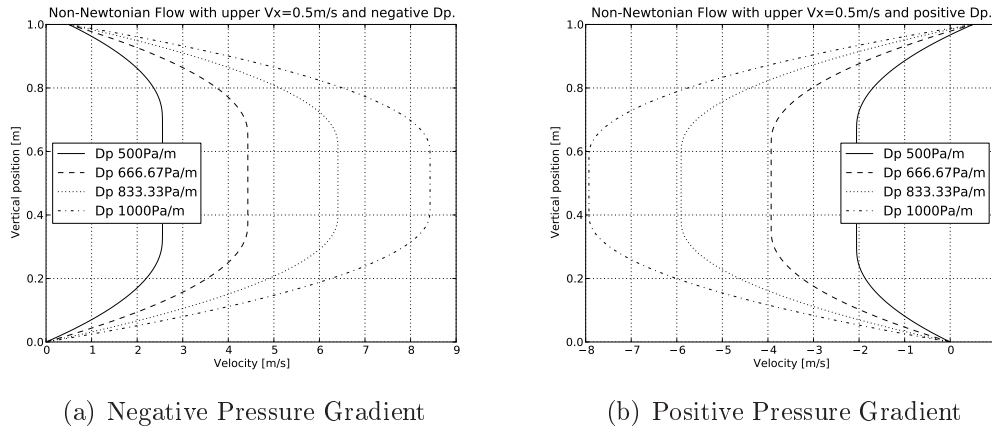 Non-Newtonian Flow with upper Vx=0.5m/s and negative Dp.
1.0
0.8
0.6
0.4
0.2
0.0
Vertical position [m]
Dp 500Pa/m
Dp 666.67Pa/m
Dp 833.33Pa/m
Dp 1000Pa/m
0 1 2 3 4 5 6 7 8 9
Velocity [m/s]
(a) Negative Pressure Gradient
Non-Newtonian Flow with upper Vx=0.5m/s and positive Dp.
1.0
0.8
0.6
0.4
0.2
0.0
Vertical position [m]
Dp 500Pa/m
Dp 666.67Pa/m
Dp 833.33Pa/m
Dp 1000Pa/m
−8 −7 −6 −5 −4 −3 −2 −1 0
Velocity [m/s]
(b) Positive Pressure Gradient